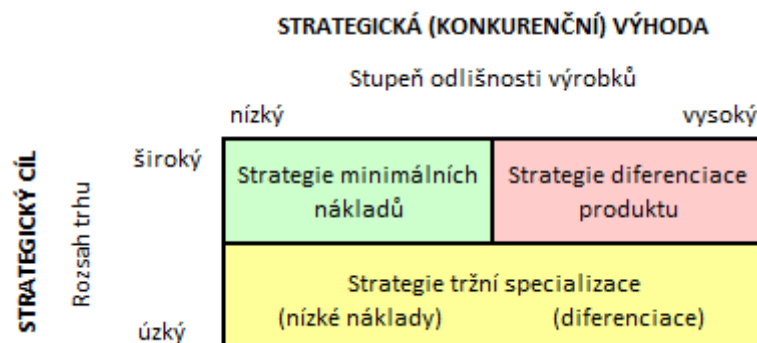 STRATEGICKÁ (KONKURENČNÍ) VÝHODA
Stupeň odlišnosti výrobků
nízký vysoký
STRATEGICKÝ CÍL
Rozsah trhu
široký
Strategie minimálních
nákladů
Strategie diferenciace
produktu
úzký
Strategie tržní specializace
(nízké náklady) (diferenciace)